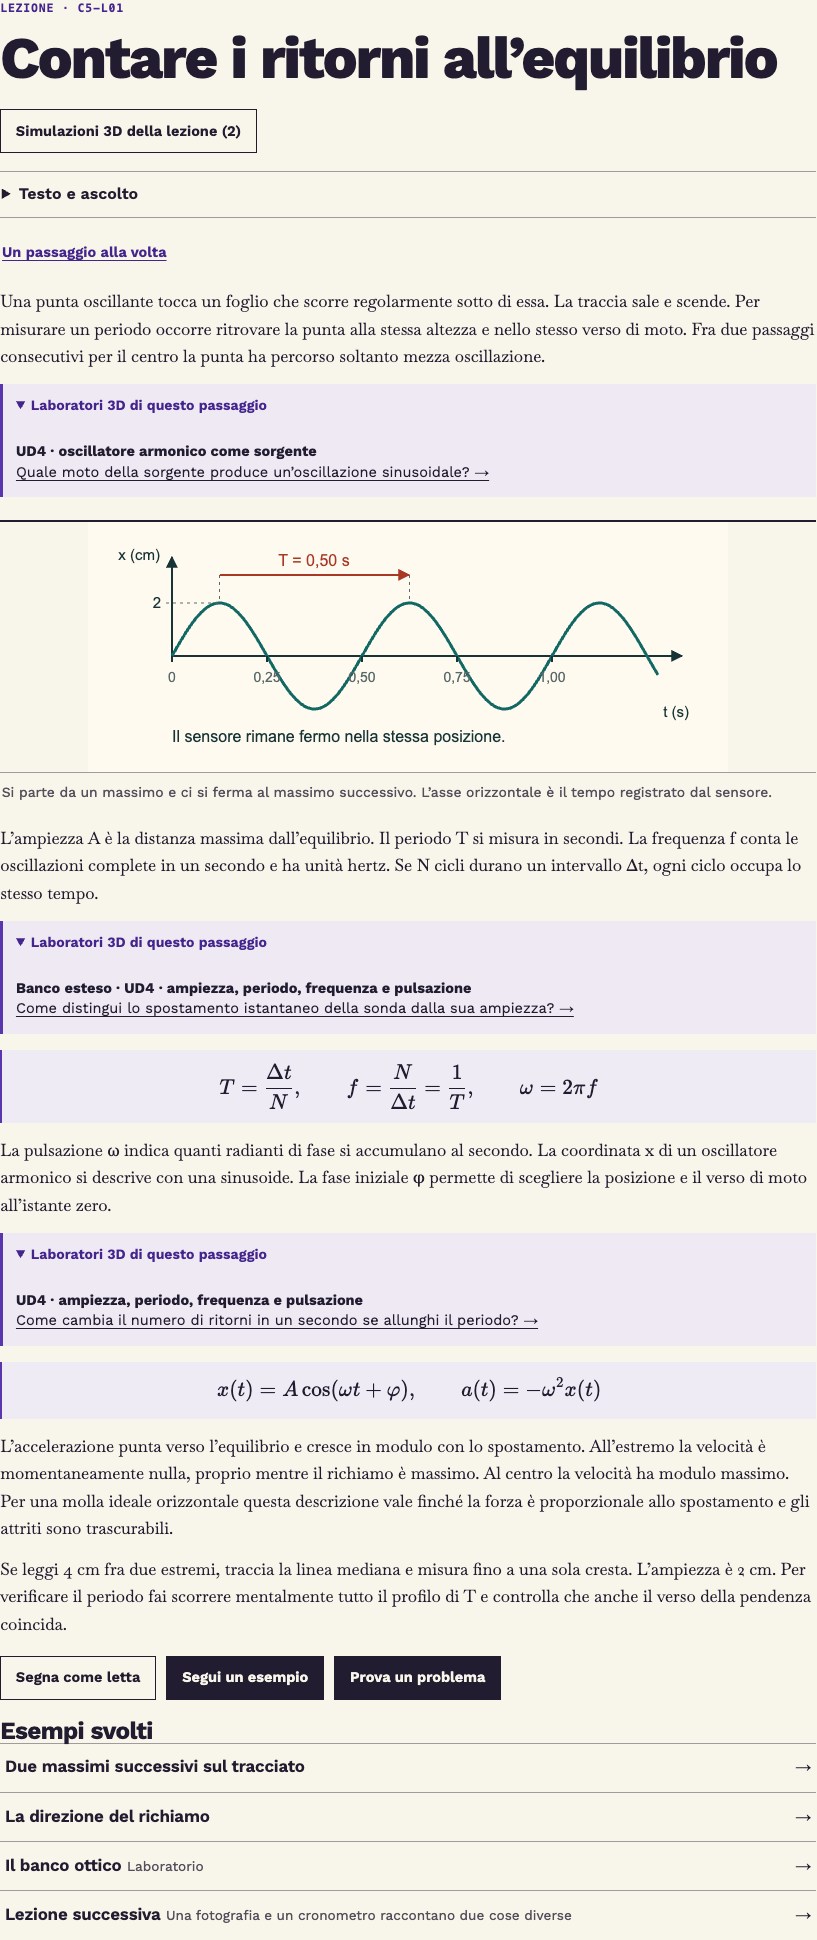 LEZIONE · C5–L01
Contare i ritorni all’equilibrio
Simulazioni 3D della lezione (2)
▶ Testo e ascolto
Un passaggio alla volta
Una punta oscillante tocca un foglio che scorre regolarmente sotto di essa. La traccia sale e scende. Per
misurare un periodo occorre ritrovare la punta alla stessa altezza e nello stesso verso di moto. Fra due passaggi
consecutivi per il centro la punta ha percorso soltanto mezza oscillazione.
▼ Laboratori 3D di questo passaggio
UD4 · oscillatore armonico come sorgente
Quale moto della sorgente produce un’oscillazione sinusoidale? →
x (cm)
T = 0,50 s
2
0 0,25 0,50 0,75 1,00
t (s)
Il sensore rimane fermo nella stessa posizione.
Si parte da un massimo e ci si ferma al massimo successivo. L’asse orizzontale è il tempo registrato dal sensore.
L’ampiezza A è la distanza massima dall’equilibrio. Il periodo T si misura in secondi. La frequenza f conta le
oscillazioni complete in un secondo e ha unità hertz. Se N cicli durano un intervallo Δt, ogni ciclo occupa lo
stesso tempo.
▼ Laboratori 3D di questo passaggio
Banco esteso · UD4 · ampiezza, periodo, frequenza e pulsazione
Come distingui lo spostamento istantaneo della sonda dalla sua ampiezza? →
T = Δt/N, f = N/Δt = 1/T, ω = 2πf
La pulsazione ω indica quanti radianti di fase si accumulano al secondo. La coordinata x di un oscillatore
armonico si descrive con una sinusoide. La fase iniziale φ permette di scegliere la posizione e il verso di moto
all’istante zero.
▼ Laboratori 3D di questo passaggio
UD4 · ampiezza, periodo, frequenza e pulsazione
Come cambia il numero di ritorni in un secondo se allunghi il periodo? →
x(t) = A cos(ωt + φ), a(t) = −ω²x(t)
L’accelerazione punta verso l’equilibrio e cresce in modulo con lo spostamento. All’estremo la velocità è
momentaneamente nulla, proprio mentre il richiamo è massimo. Al centro la velocità ha modulo massimo.
Per una molla ideale orizzontale questa descrizione vale finché la forza è proporzionale allo spostamento e gli
attriti sono trascurabili.
Se leggi 4 cm fra due estremi, traccia la linea mediana e misura fino a una sola cresta. L’ampiezza è 2 cm. Per
verificare il periodo fai scorrere mentalmente tutto il profilo di T e controlla che anche il verso della pendenza
coincida.
Segna come letta Segui un esempio Prova un problema
Esempi svolti
Due massimi successivi sul tracciato →
La direzione del richiamo →
Il banco ottico Laboratorio →
Lezione successiva Una fotografia e un cronometro raccontano due cose diverse →